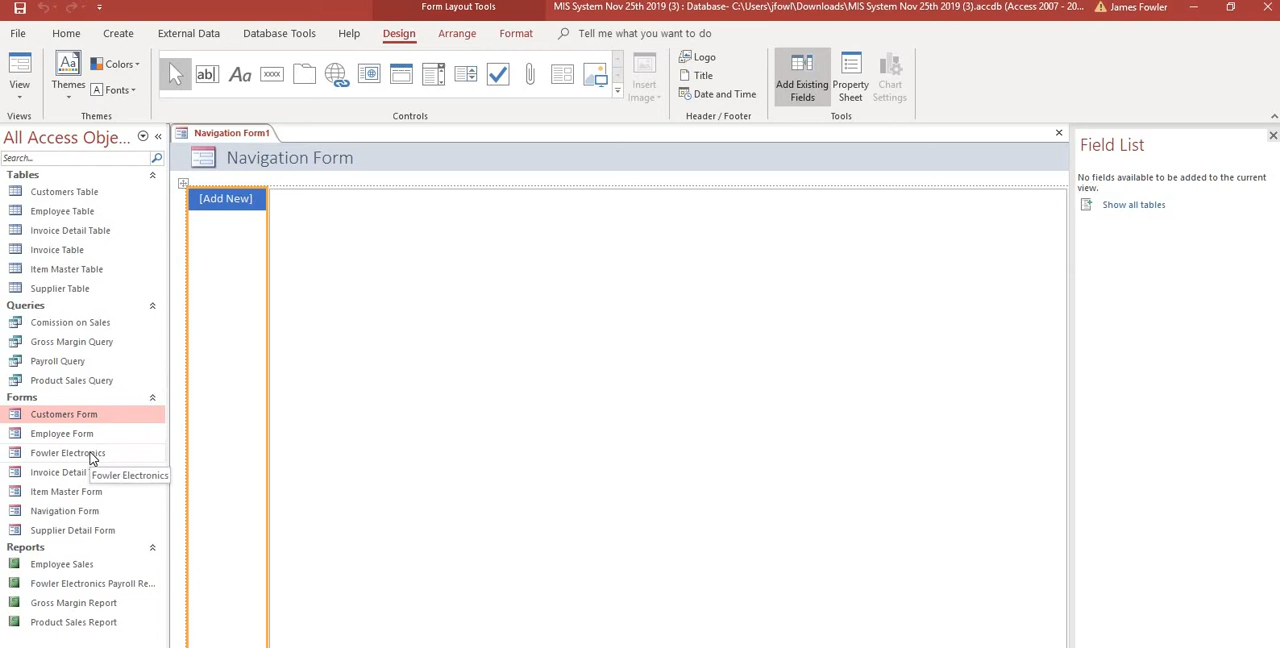 Form Layout Tools
MIS System Nov 25th 2019 (3) : Database- C:\Users\jfowl\Downloads\MIS System Nov 25th 2019 (3).accdb (Access 2007 - 20...
James Fowler
File Home Create External Data Database Tools Help Design Arrange Format Tell me what you want to do
View
Views
Aa
Themes
Colors
Fonts
Themes
ab|
Aa
xxxx
Controls
Insert
Image
Logo
Title
Date and Time
Header / Footer
Add Existing
Fields
Property
Sheet
Chart
Settings
Tools
All Access Obje...
Search...
Tables
Customers Table
Employee Table
Invoice Detail Table
Invoice Table
Item Master Table
Supplier Table
Queries
Comission on Sales
Gross Margin Query
Payroll Query
Product Sales Query
Forms
Customers Form
Employee Form
Fowler Electronics
Invoice Detail
Fowler Electronics
Item Master Form
Navigation Form
Supplier Detail Form
Reports
Employee Sales
Fowler Electronics Payroll Re...
Gross Margin Report
Product Sales Report
Navigation Form1
Navigation Form
[Add New]
Field List
No fields available to be added to the current
view.
Show all tables